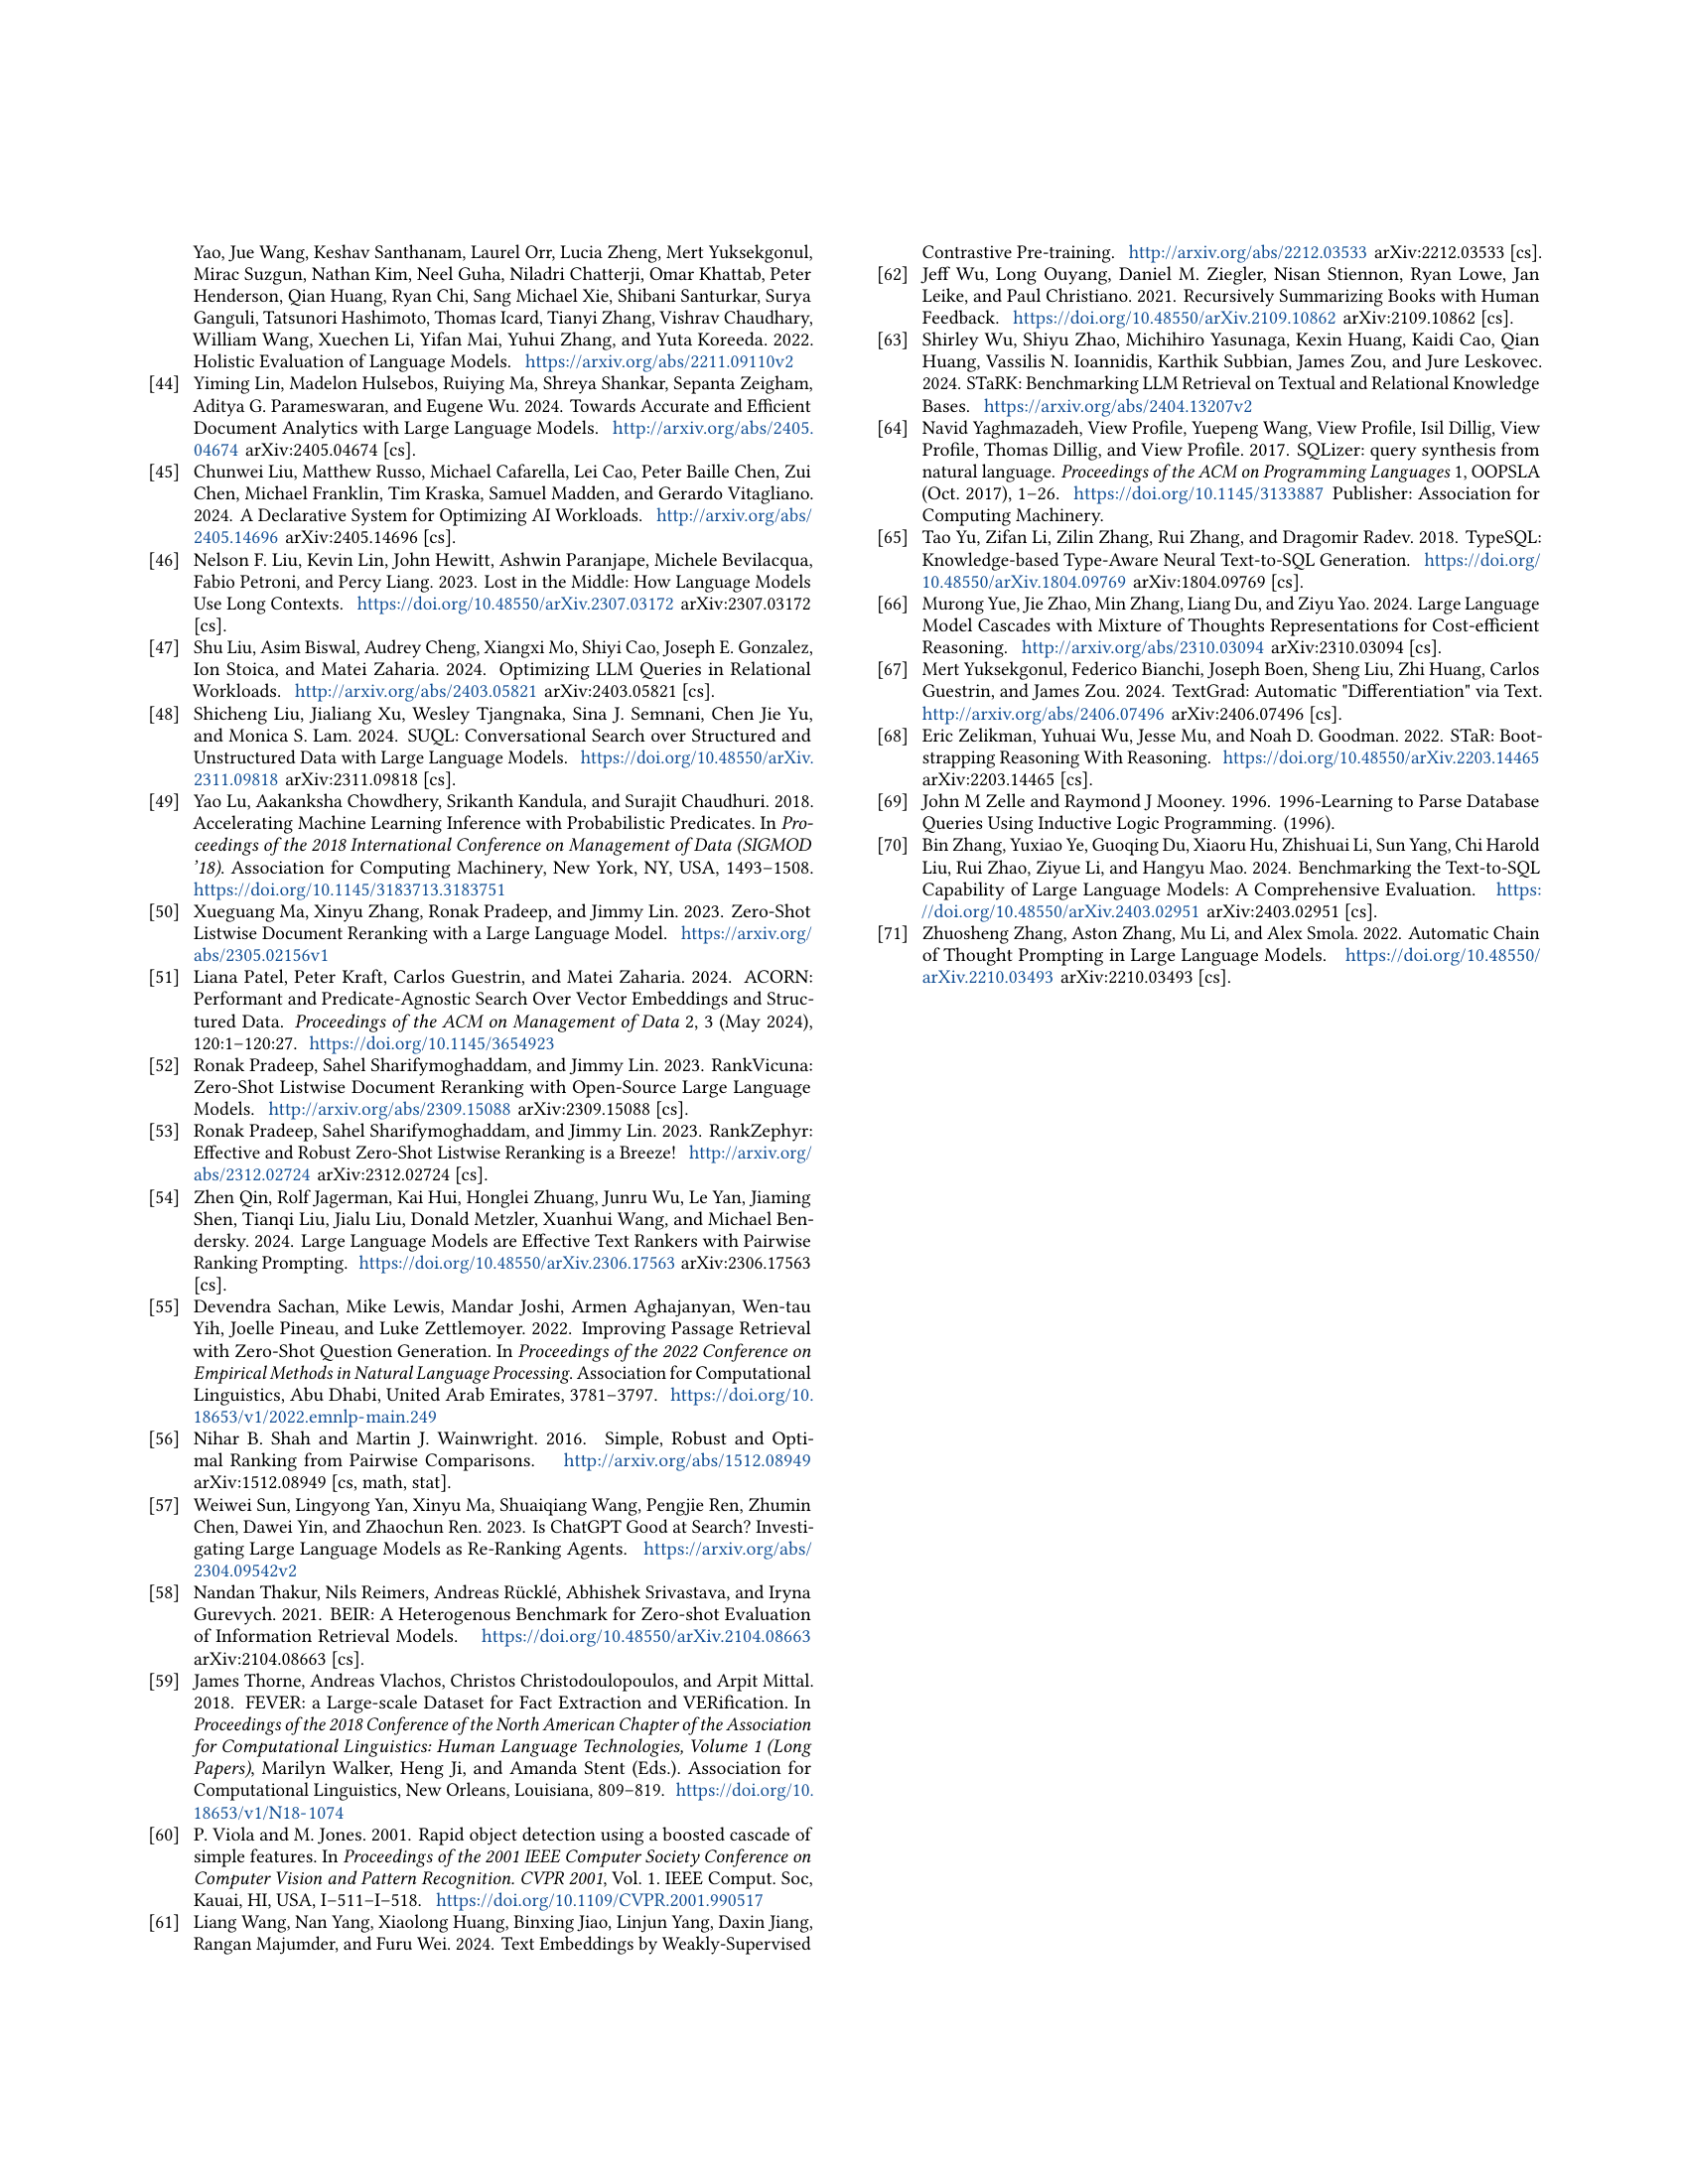 Yao, Jue Wang, Keshav Santhanam, Laurel Orr, Lucia Zheng, Mert Yuksekgonul,
Mirac Suzgun, Nathan Kim, Neel Guha, Niladri Chatterji, Omar Khattab, Peter
Henderson, Qian Huang, Ryan Chi, Sang Michael Xie, Shibani Santurkar, Surya
Ganguli, Tatsunori Hashimoto, Thomas Icard, Tianyi Zhang, Vishrav Chaudhary,
William Wang, Xuechen Li, Yifan Mai, Yuhui Zhang, and Yuta Koreeda. 2022.
Holistic Evaluation of Language Models. https://arxiv.org/abs/2211.09110v2
[44] Yiming Lin, Madelon Hulsebos, Ruiying Ma, Shreya Shankar, Sepanta Zeigham,
Aditya G. Parameswaran, and Eugene Wu. 2024. Towards Accurate and Efficient
Document Analytics with Large Language Models. http://arxiv.org/abs/2405.
04674 arXiv:2405.04674 [cs].
[45] Chunwei Liu, Matthew Russo, Michael Cafarella, Lei Cao, Peter Baille Chen, Zui
Chen, Michael Franklin, Tim Kraska, Samuel Madden, and Gerardo Vitagliano.
2024. A Declarative System for Optimizing AI Workloads. http://arxiv.org/abs/
2405.14696 arXiv:2405.14696 [cs].
[46] Nelson F. Liu, Kevin Lin, John Hewitt, Ashwin Paranjape, Michele Bevilacqua,
Fabio Petroni, and Percy Liang. 2023. Lost in the Middle: How Language Models
Use Long Contexts. https://doi.org/10.48550/arXiv.2307.03172 arXiv:2307.03172
[cs].
[47] Shu Liu, Asim Biswal, Audrey Cheng, Xiangxi Mo, Shiyi Cao, Joseph E. Gonzalez,
Ion Stoica, and Matei Zaharia. 2024. Optimizing LLM Queries in Relational
Workloads. http://arxiv.org/abs/2403.05821 arXiv:2403.05821 [cs].
[48] Shicheng Liu, Jialiang Xu, Wesley Tjangnaka, Sina J. Semnani, Chen Jie Yu,
and Monica S. Lam. 2024. SUQL: Conversational Search over Structured and
Unstructured Data with Large Language Models. https://doi.org/10.48550/arXiv.
2311.09818 arXiv:2311.09818 [cs].
[49] Yao Lu, Aakanksha Chowdhery, Srikanth Kandula, and Surajit Chaudhuri. 2018.
Accelerating Machine Learning Inference with Probabilistic Predicates. In Pro-
ceedings of the 2018 International Conference on Management of Data (SIGMOD
’18). Association for Computing Machinery, New York, NY, USA, 1493–1508.
https://doi.org/10.1145/3183713.3183751
[50] Xueguang Ma, Xinyu Zhang, Ronak Pradeep, and Jimmy Lin. 2023. Zero-Shot
Listwise Document Reranking with a Large Language Model. https://arxiv.org/
abs/2305.02156v1
[51] Liana Patel, Peter Kraft, Carlos Guestrin, and Matei Zaharia. 2024. ACORN:
Performant and Predicate-Agnostic Search Over Vector Embeddings and Struc-
tured Data. Proceedings of the ACM on Management of Data 2, 3 (May 2024),
120:1–120:27. https://doi.org/10.1145/3654923
[52] Ronak Pradeep, Sahel Sharifymoghaddam, and Jimmy Lin. 2023. RankVicuna:
Zero-Shot Listwise Document Reranking with Open-Source Large Language
Models. http://arxiv.org/abs/2309.15088 arXiv:2309.15088 [cs].
[53] Ronak Pradeep, Sahel Sharifymoghaddam, and Jimmy Lin. 2023. RankZephyr:
Effective and Robust Zero-Shot Listwise Reranking is a Breeze! http://arxiv.org/
abs/2312.02724 arXiv:2312.02724 [cs].
[54] Zhen Qin, Rolf Jagerman, Kai Hui, Honglei Zhuang, Junru Wu, Le Yan, Jiaming
Shen, Tianqi Liu, Jialu Liu, Donald Metzler, Xuanhui Wang, and Michael Ben-
dersky. 2024. Large Language Models are Effective Text Rankers with Pairwise
Ranking Prompting. https://doi.org/10.48550/arXiv.2306.17563 arXiv:2306.17563
[cs].
[55] Devendra Sachan, Mike Lewis, Mandar Joshi, Armen Aghajanyan, Wen-tau
Yih, Joelle Pineau, and Luke Zettlemoyer. 2022. Improving Passage Retrieval
with Zero-Shot Question Generation. In Proceedings of the 2022 Conference on
Empirical Methods in Natural Language Processing. Association for Computational
Linguistics, Abu Dhabi, United Arab Emirates, 3781–3797. https://doi.org/10.
18653/v1/2022.emnlp-main.249
[56] Nihar B. Shah and Martin J. Wainwright. 2016. Simple, Robust and Opti-
mal Ranking from Pairwise Comparisons. http://arxiv.org/abs/1512.08949
arXiv:1512.08949 [cs, math, stat].
[57] Weiwei Sun, Lingyong Yan, Xinyu Ma, Shuaiqiang Wang, Pengjie Ren, Zhumin
Chen, Dawei Yin, and Zhaochun Ren. 2023. Is ChatGPT Good at Search? Investi-
gating Large Language Models as Re-Ranking Agents. https://arxiv.org/abs/
2304.09542v2
[58] Nandan Thakur, Nils Reimers, Andreas Rücklé, Abhishek Srivastava, and Iryna
Gurevych. 2021. BEIR: A Heterogenous Benchmark for Zero-shot Evaluation
of Information Retrieval Models. https://doi.org/10.48550/arXiv.2104.08663
arXiv:2104.08663 [cs].
[59] James Thorne, Andreas Vlachos, Christos Christodoulopoulos, and Arpit Mittal.
2018. FEVER: a Large-scale Dataset for Fact Extraction and VERification. In
Proceedings of the 2018 Conference of the North American Chapter of the Association
for Computational Linguistics: Human Language Technologies, Volume 1 (Long
Papers), Marilyn Walker, Heng Ji, and Amanda Stent (Eds.). Association for
Computational Linguistics, New Orleans, Louisiana, 809–819. https://doi.org/10.
18653/v1/N18-1074
[60] P. Viola and M. Jones. 2001. Rapid object detection using a boosted cascade of
simple features. In Proceedings of the 2001 IEEE Computer Society Conference on
Computer Vision and Pattern Recognition. CVPR 2001, Vol. 1. IEEE Comput. Soc,
Kauai, HI, USA, I–511–I–518. https://doi.org/10.1109/CVPR.2001.990517
[61] Liang Wang, Nan Yang, Xiaolong Huang, Binxing Jiao, Linjun Yang, Daxin Jiang,
Rangan Majumder, and Furu Wei. 2024. Text Embeddings by Weakly-Supervised
Contrastive Pre-training. http://arxiv.org/abs/2212.03533 arXiv:2212.03533 [cs].
[62] Jeff Wu, Long Ouyang, Daniel M. Ziegler, Nisan Stiennon, Ryan Lowe, Jan
Leike, and Paul Christiano. 2021. Recursively Summarizing Books with Human
Feedback. https://doi.org/10.48550/arXiv.2109.10862 arXiv:2109.10862 [cs].
[63] Shirley Wu, Shiyu Zhao, Michihiro Yasunaga, Kexin Huang, Kaidi Cao, Qian
Huang, Vassilis N. Ioannidis, Karthik Subbian, James Zou, and Jure Leskovec.
2024. STaRK: Benchmarking LLM Retrieval on Textual and Relational Knowledge
Bases. https://arxiv.org/abs/2404.13207v2
[64] Navid Yaghmazadeh, View Profile, Yuepeng Wang, View Profile, Isil Dillig, View
Profile, Thomas Dillig, and View Profile. 2017. SQLizer: query synthesis from
natural language. Proceedings of the ACM on Programming Languages 1, OOPSLA
(Oct. 2017), 1–26. https://doi.org/10.1145/3133887 Publisher: Association for
Computing Machinery.
[65] Tao Yu, Zifan Li, Zilin Zhang, Rui Zhang, and Dragomir Radev. 2018. TypeSQL:
Knowledge-based Type-Aware Neural Text-to-SQL Generation. https://doi.org/
10.48550/arXiv.1804.09769 arXiv:1804.09769 [cs].
[66] Murong Yue, Jie Zhao, Min Zhang, Liang Du, and Ziyu Yao. 2024. Large Language
Model Cascades with Mixture of Thoughts Representations for Cost-efficient
Reasoning. http://arxiv.org/abs/2310.03094 arXiv:2310.03094 [cs].
[67] Mert Yuksekgonul, Federico Bianchi, Joseph Boen, Sheng Liu, Zhi Huang, Carlos
Guestrin, and James Zou. 2024. TextGrad: Automatic "Differentiation" via Text.
http://arxiv.org/abs/2406.07496 arXiv:2406.07496 [cs].
[68] Eric Zelikman, Yuhuai Wu, Jesse Mu, and Noah D. Goodman. 2022. STaR: Boot-
strapping Reasoning With Reasoning. https://doi.org/10.48550/arXiv.2203.14465
arXiv:2203.14465 [cs].
[69] John M Zelle and Raymond J Mooney. 1996. 1996-Learning to Parse Database
Queries Using Inductive Logic Programming. (1996).
[70] Bin Zhang, Yuxiao Ye, Guoqing Du, Xiaoru Hu, Zhishuai Li, Sun Yang, Chi Harold
Liu, Rui Zhao, Ziyue Li, and Hangyu Mao. 2024. Benchmarking the Text-to-SQL
Capability of Large Language Models: A Comprehensive Evaluation. https:
//doi.org/10.48550/arXiv.2403.02951 arXiv:2403.02951 [cs].
[71] Zhuosheng Zhang, Aston Zhang, Mu Li, and Alex Smola. 2022. Automatic Chain
of Thought Prompting in Large Language Models. https://doi.org/10.48550/
arXiv.2210.03493 arXiv:2210.03493 [cs].